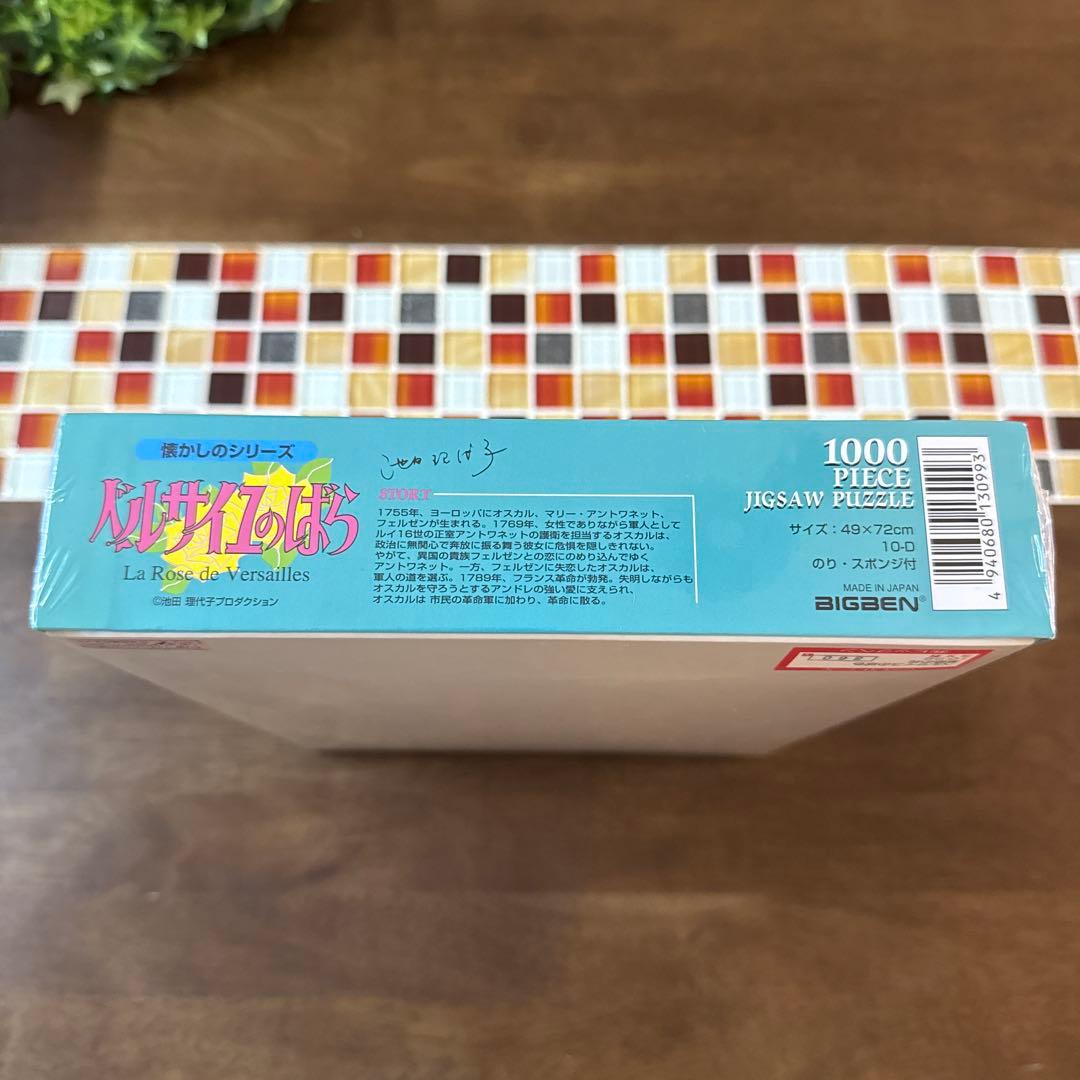 懐かしのシリーズ
ベルサイユのばら
La Rose de Versailles
©池田 理代子プロダクション
池田理代子
STORY
1755年、ヨーロッパにオスカル、マリー・アントワネット、
フェルゼンが生まれる。1769年、女性でありながら軍人として
ルイ16世の正室アントワネットの護衛を担当するオスカルは、
政治に無関心で奔放に振る舞う彼女に危惧を隠しきれない。
やがて、異国の貴族フェルゼンとの恋にのめり込んでゆく
アントワネット。一方、フェルゼンに失恋したオスカルは、
軍人の道を選ぶ。1789年、フランス革命が勃発。失明しながらも
オスカルを守ろうとするアンドレの強い愛に支えられ、
オスカルは 市民の革命軍に加わり、革命に散る。
1000
PIECE
JIGSAW PUZZLE
サイズ：49×72cm
10-D
のり・スポンジ付
MADE IN JAPAN
BIGBEN®
4 940680 130993